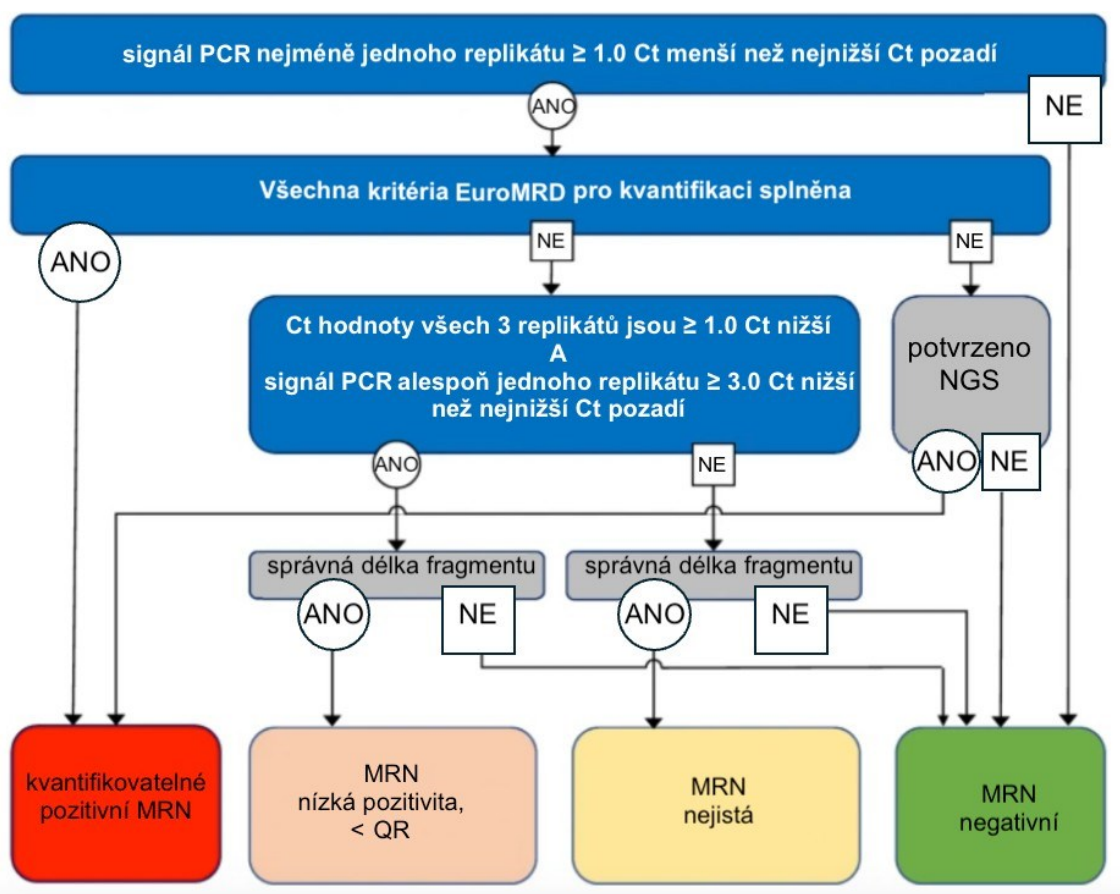 signál PCR nejméně jednoho replikátu ≥ 1.0 Ct menší než nejnižší Ct pozadí
ANO
NE
Všechna kritéria EuroMRD pro kvantifikaci splněna
ANO
NE
NE
Ct hodnoty všech 3 replikátů jsou ≥ 1.0 Ct nižší
A
signál PCR alespoň jednoho replikátu ≥ 3.0 Ct nižší
než nejnižší Ct pozadí
potvrzeno
NGS
ANO
NE
ANO
NE
správná délka fragmentu
správná délka fragmentu
ANO
NE
ANO
NE
kvantifikovatelné
pozitivní MRN
MRN
nízká pozitivita,
< QR
MRN
nejistá
MRN
negativní